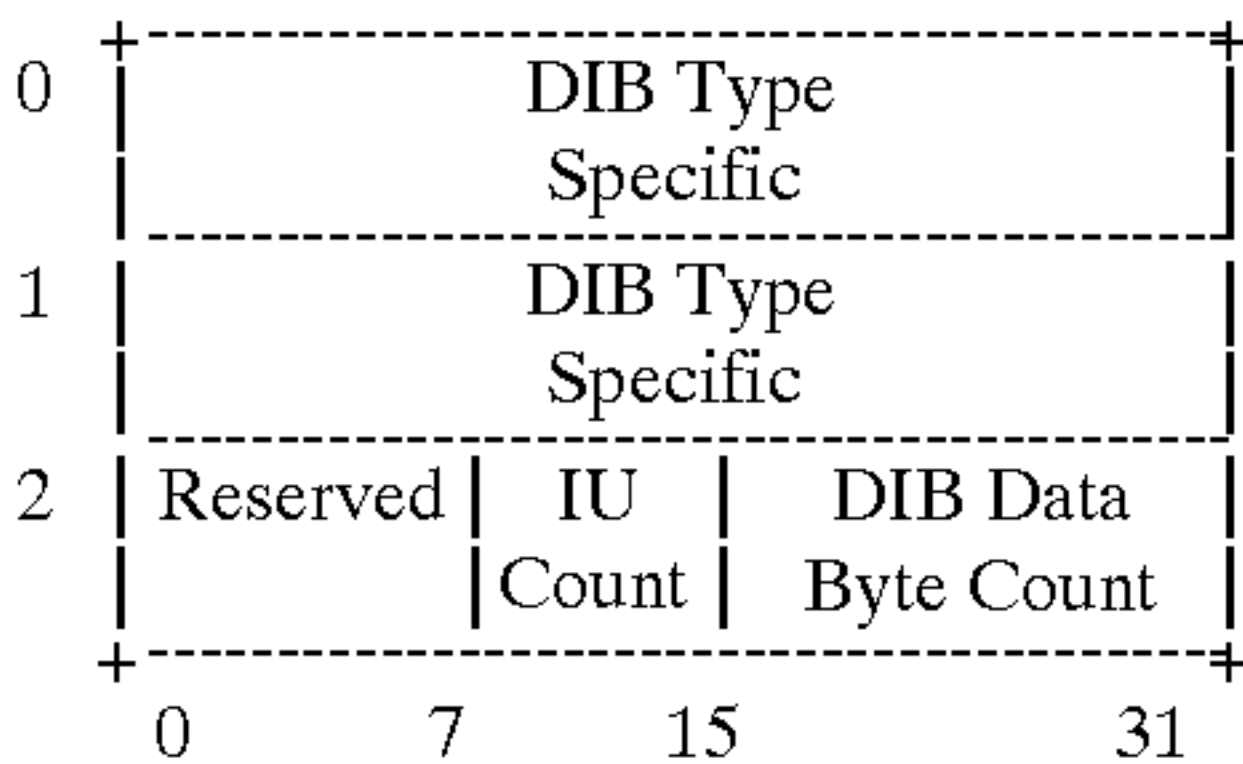 0 DIB Type
Specific
1 DIB Type
Specific
2 Reserved IU DIB Data
Count Byte Count
0 7 15 31